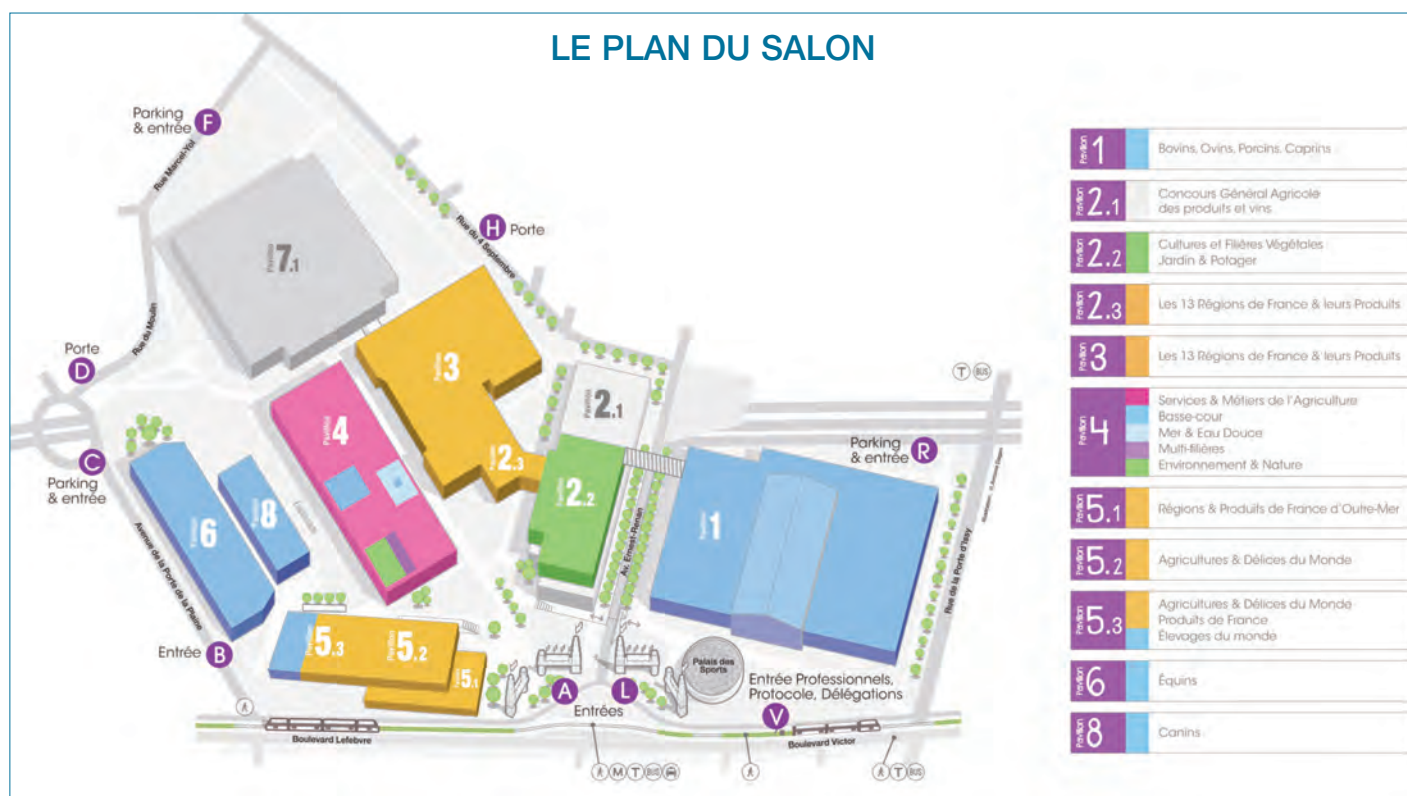 LE PLAN DU SALON
Parking
& entrée
F
Rue Marcel-Yol
H Porte
Rue du 4 Septembre
Pavillon
7.1
Rue du Moulin
Porte
D
Pavillon
3
Pavillon
4
Pavillon
2.1
Pavillon
2.3
Pavillon
2.2
T BUS
C
Parking
& entrée
Parking
& entrée
R
Pavillon
6
Pavillon
8
Pavillon
1
Av. Ernest-Renan
Avenue de la Porte de la Plaine
Rue de la Porte d'Issy
Entrée B
Pavillon
5.3
Pavillon
5.2
Pavillon
5.1
Palais des
Sports
A
L
Entrées
Entrée Professionnels,
Protocole, Délégations
V
Boulevard Lefebvre
Boulevard Victor
M T BUS
T BUS
Pavillon 1
Bovins, Ovins, Porcins, Caprins
Pavillon 2.1
Concours Général Agricole
des produits et vins
Pavillon 2.2
Cultures et Filières Végétales
Jardin & Potager
Pavillon 2.3
Les 13 Régions de France & leurs Produits
Pavillon 3
Les 13 Régions de France & leurs Produits
Pavillon 4
Services & Métiers de l'Agriculture
Basse-cour
Mer & Eau Douce
Multi-filières
Environnement & Nature
Pavillon 5.1
Régions & Produits de France d'Outre-Mer
Pavillon 5.2
Agricultures & Délices du Monde
Pavillon 5.3
Agricultures & Délices du Monde
Produits de France
Élevages du monde
Pavillon 6
Équins
Pavillon 8
Canins